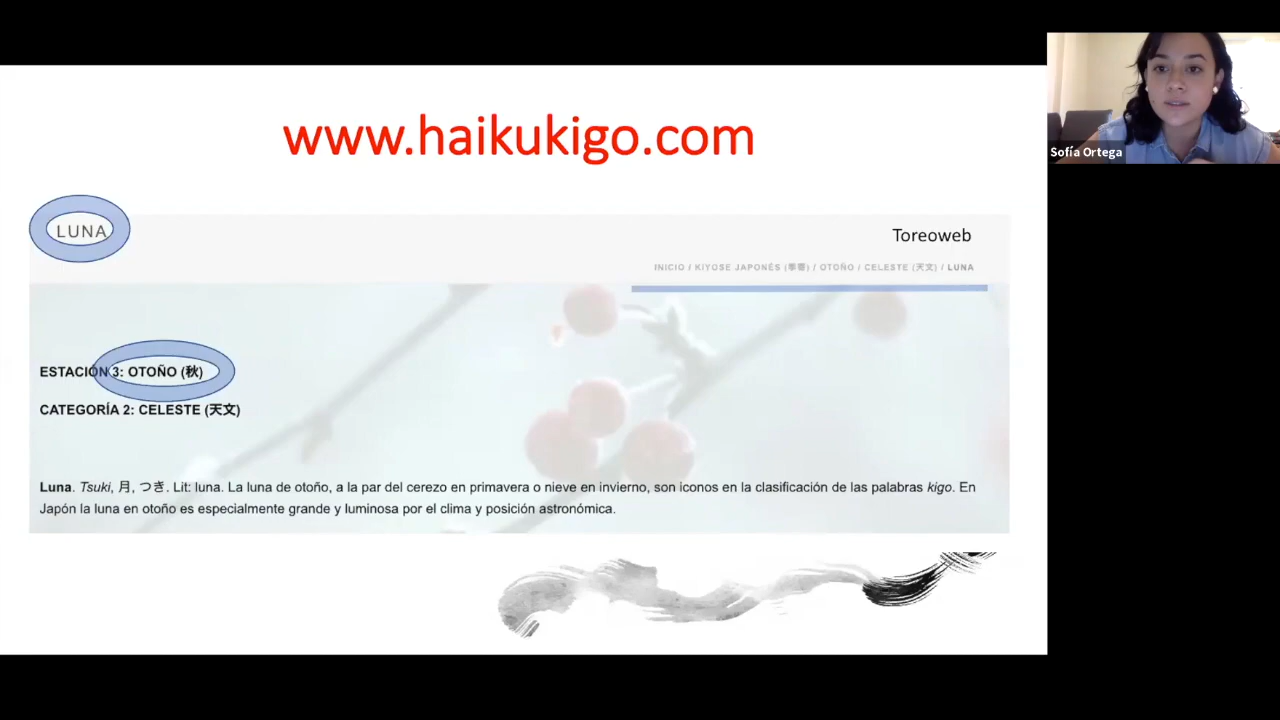 www.haikukigo.com
LUNA
Toreoweb
INICIO / KIYOSE JAPONÉS (季寄) / OTOÑO / CELESTE (天文) / LUNA
ESTACIÓN 3: OTOÑO (秋)
CATEGORÍA 2: CELESTE (天文)
Luna. Tsuki, 月, つき. Lit: luna. La luna de otoño, a la par del cerezo en primavera o nieve en invierno, son iconos en la clasificación de las palabras kigo. En
Japón la luna en otoño es especialmente grande y luminosa por el clima y posición astronómica.
Sofía Ortega